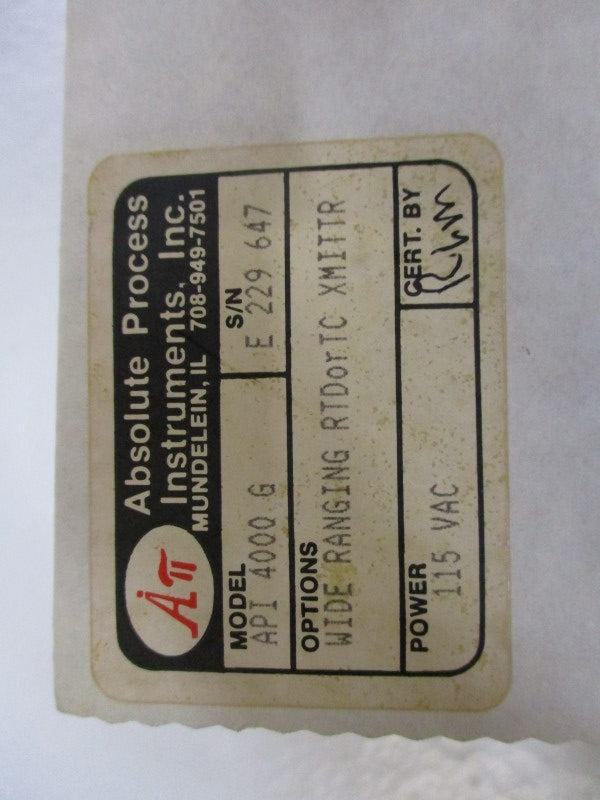 Aπ
Absolute Process
Instruments, Inc.
MUNDELEIN, IL 708-949-7501
MODEL
API 4000 G
S/N
E 229 647
OPTIONS
WIDE RANGING RTDorTC XMITTR
POWER
115 VAC
CERT. BY